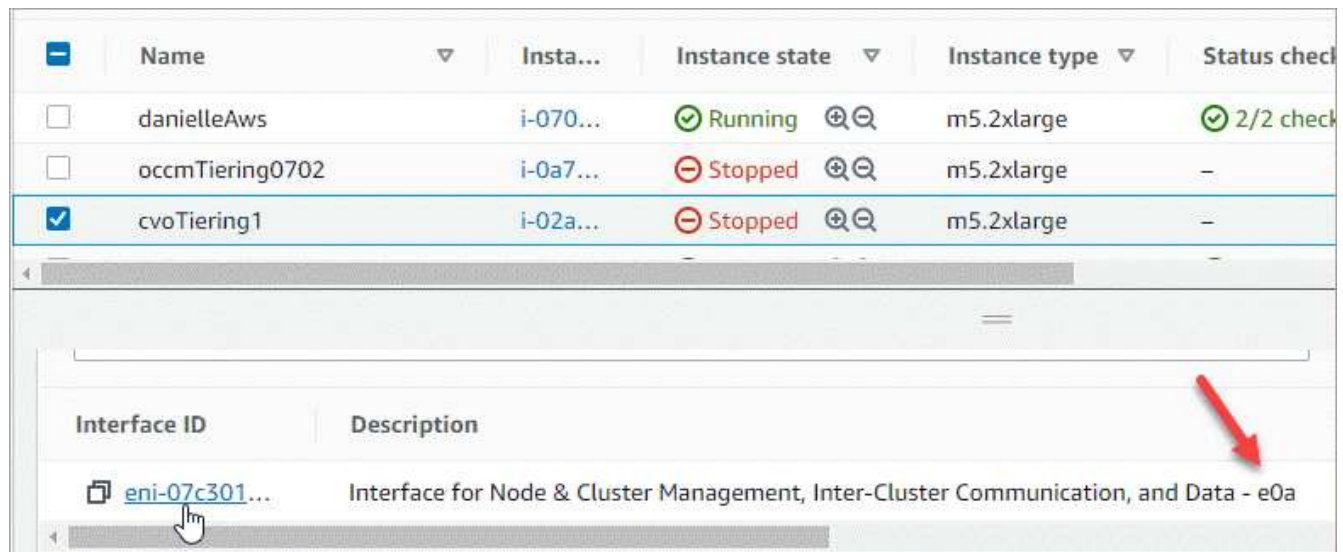 Name Insta... Instance state Instance type Status check
danielleAws i-070... Running m5.2xlarge 2/2 check
occmTiering0702 i-0a7... Stopped m5.2xlarge –
cvoTiering1 i-02a... Stopped m5.2xlarge –
Interface ID Description
eni-07c301... Interface for Node & Cluster Management, Inter-Cluster Communication, and Data - e0a